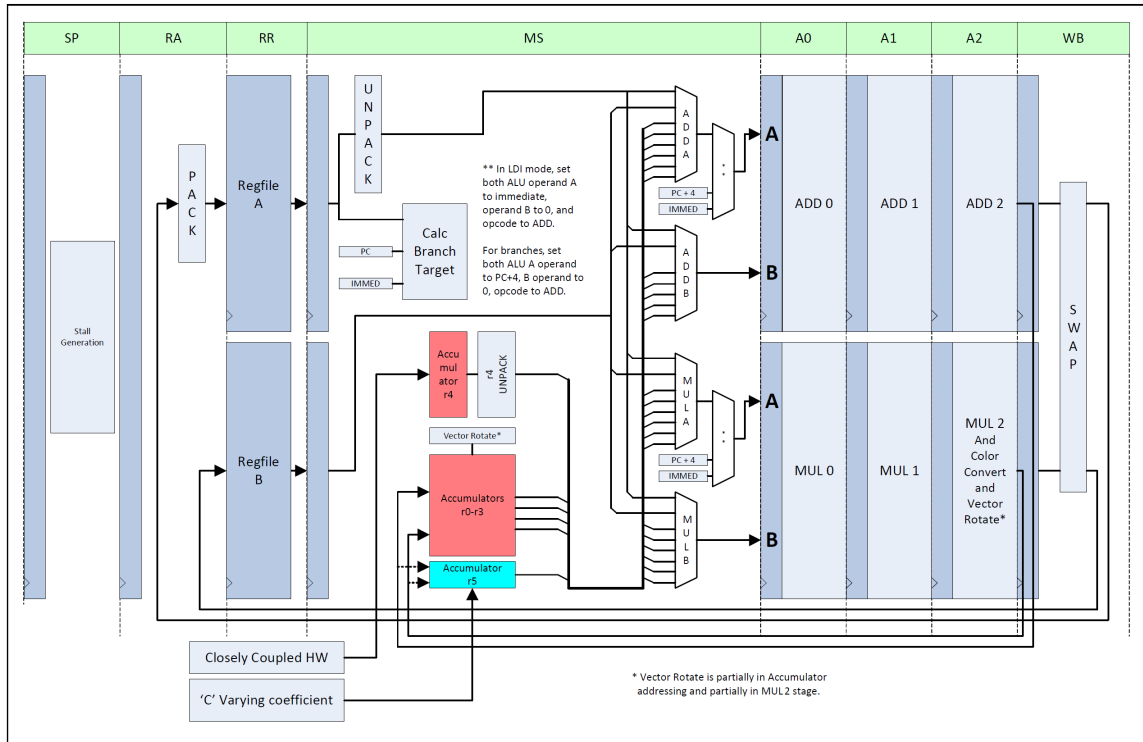 SP
RA
RR
MS
A0
A1
A2
WB
U
N
P
A
C
K
P
A
C
K
Regfile
A
** In LDI mode, set
both ALU operand A
to immediate,
operand B to 0, and
opcode to ADD.
For branches, set
both ALU A operand
to PC+4, B operand to
0, opcode to ADD.
Calc
Branch
Target
PC
IMMED
A
D
D
A
:
PC + 4
IMMED
A
ADD 0
ADD 1
ADD 2
A
D
D
B
B
Stall
Generation
S
W
A
P
Accu
mul
ator
r4
r4
UNPACK
M
U
L
A
:
PC + 4
IMMED
A
Vector Rotate*
Regfile
B
Accumulators
r0-r3
MUL 0
MUL 1
MUL 2
And
Color
Convert
and
Vector
Rotate*
M
U
L
B
B
Accumulator
r5
Closely Coupled HW
‘C’ Varying coefficient
* Vector Rotate is partially in Accumulator
addressing and partially in MUL2 stage.